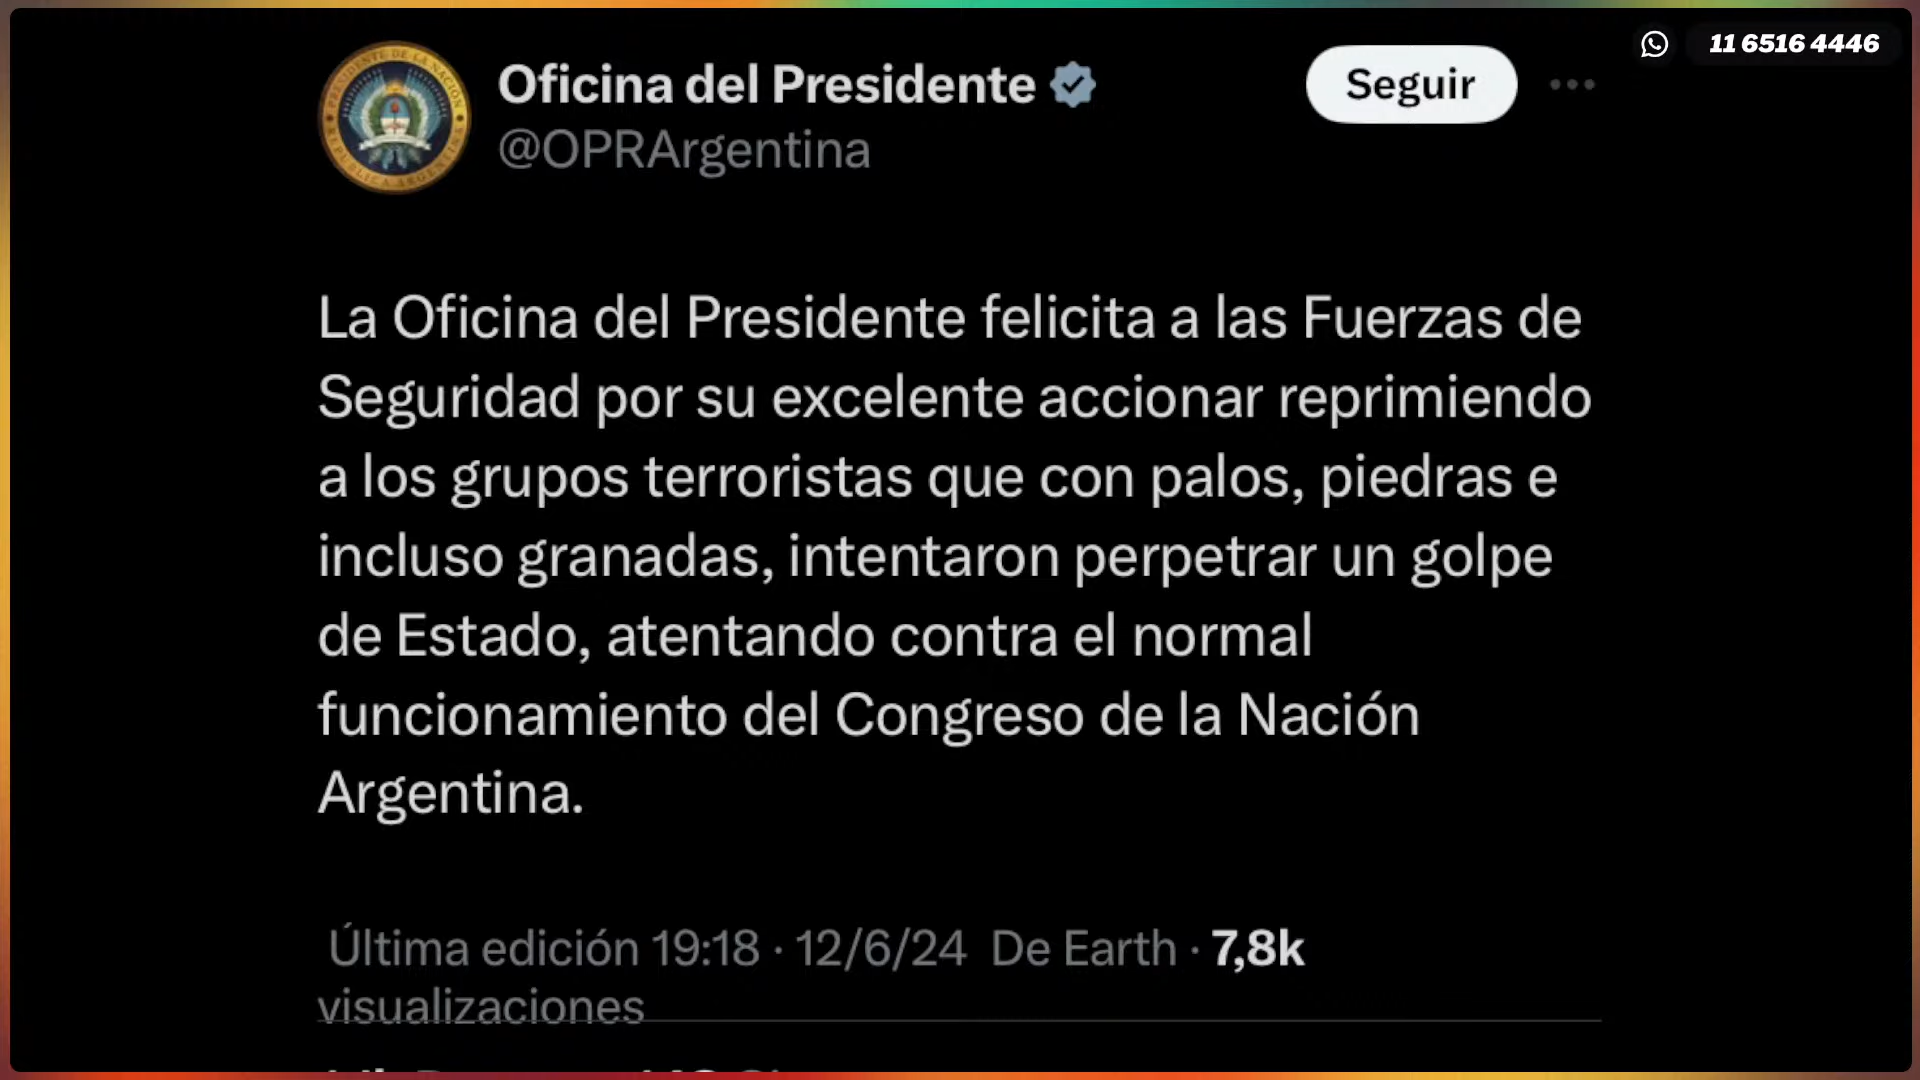 11 6516 4446
Oficina del Presidente
Seguir
@OPRArgentina
La Oficina del Presidente felicita a las Fuerzas de
Seguridad por su excelente accionar reprimiendo
a los grupos terroristas que con palos, piedras e
incluso granadas, intentaron perpetrar un golpe
de Estado, atentando contra el normal
funcionamiento del Congreso de la Nación
Argentina.
Última edición 19:18 · 12/6/24 De Earth · 7,8k
visualizaciones